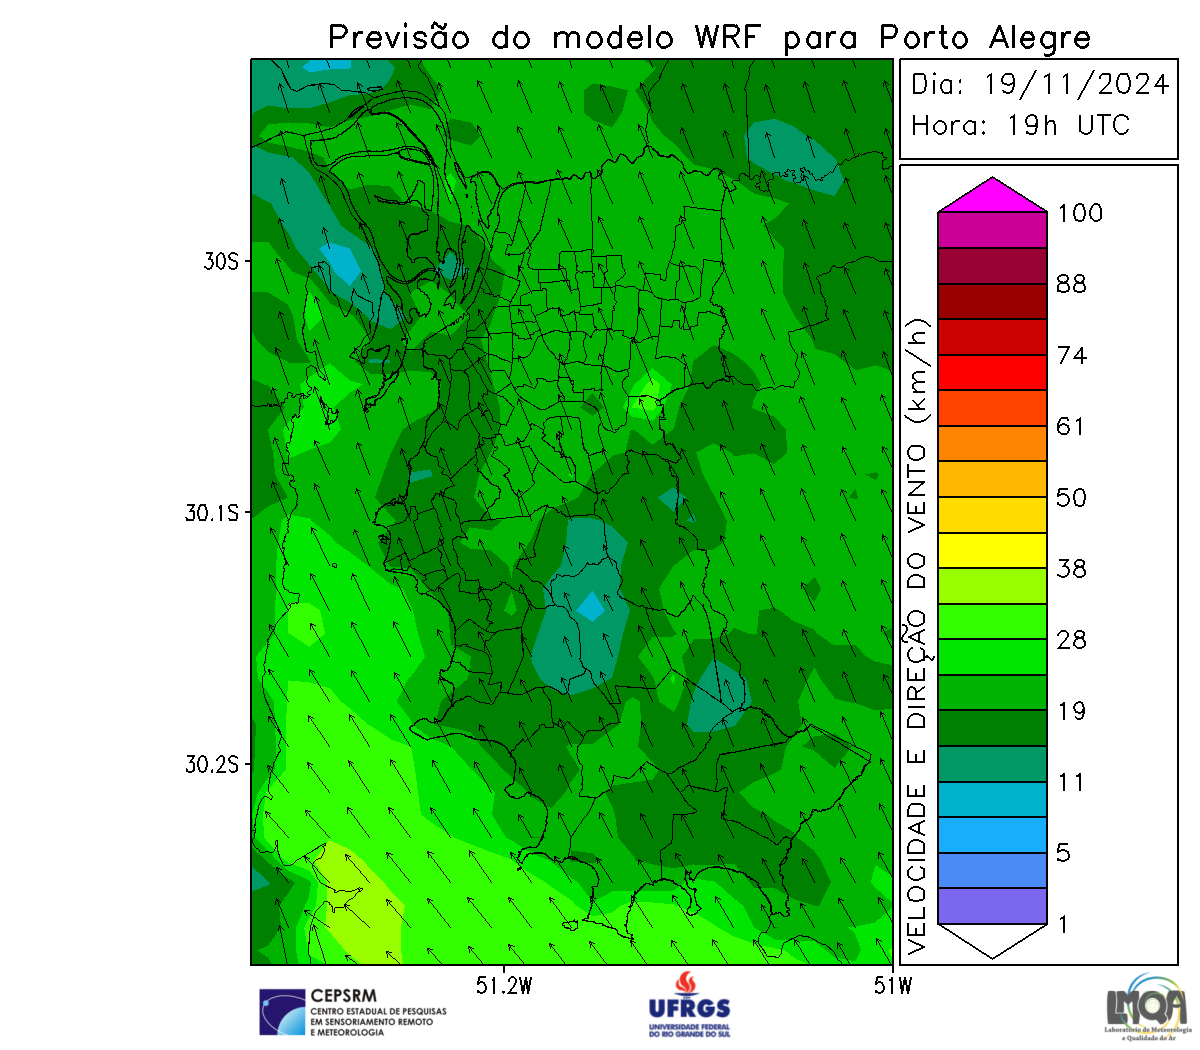 Previsão do modelo WRF para Porto Alegre
Dia: 19/11/2024
Hora: 19h UTC
30S
30.1S
30.2S
51.2W
51W
VELOCIDADE E DIREÇÃO DO VENTO (km/h)
100
88
74
61
50
38
28
19
11
5
1
CEPSRM
CENTRO ESTADUAL DE PESQUISAS
EM SENSORIAMENTO REMOTO
E METEOROLOGIA
UFRGS
UNIVERSIDADE FEDERAL
DO RIO GRANDE DO SUL
LMQA
Laboratório de Meteorologia
e Qualidade do Ar